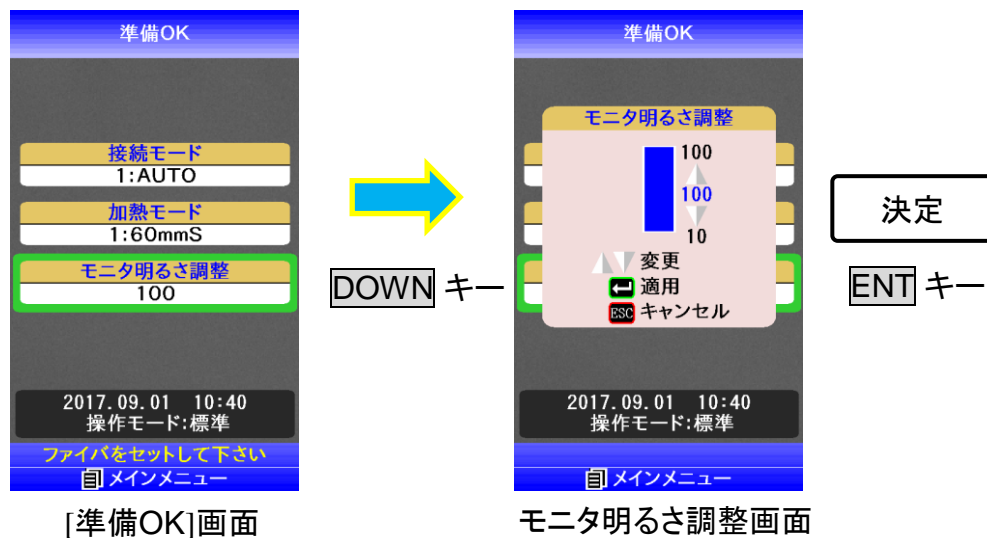 準備OK
接続モード
1:AUTO
加熱モード
1:60mmS
モニタ明るさ調整
100
2017.09.01 10:40
操作モード:標準
ファイバをセットして下さい
メインメニュー
[準備OK]画面
DOWN キー
準備OK
モニタ明るさ調整
100
100
10
変更
適用
ESC キャンセル
2017.09.01 10:40
操作モード:標準
メインメニュー
モニタ明るさ調整画面
決定
ENT キー